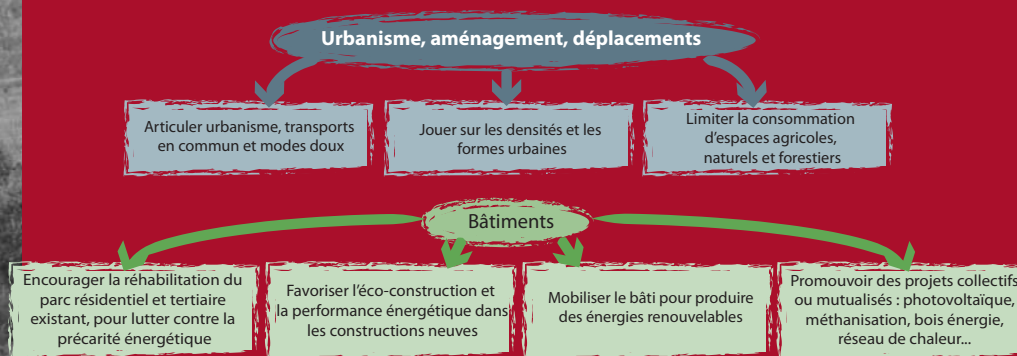 Urbanisme, aménagement, déplacements
Articuler urbanisme, transports
en commun et modes doux
Jouer sur les densités et les
formes urbaines
Limiter la consommation
d’espaces agricoles,
naturels et forestiers
Bâtiments
Encourager la réhabilitation du
parc résidentiel et tertiaire
existant, pour lutter contre la
précarité énergétique
Favoriser l’éco-construction et
la performance énergétique dans
les constructions neuves
Mobiliser le bâti pour produire
des énergies renouvelables
Promouvoir des projets collectifs
ou mutualisés : photovoltaïque,
méthanisation, bois énergie,
réseau de chaleur...